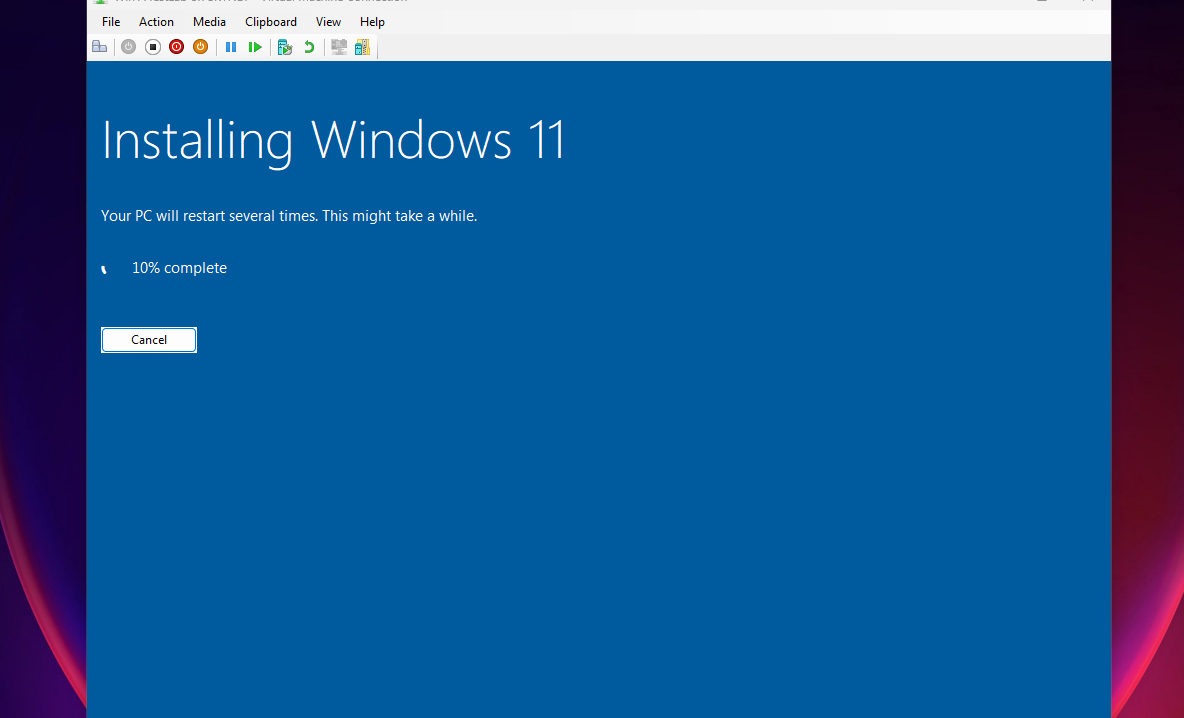 Virtual Machine Connection
File Action Media Clipboard View Help
Installing Windows 11
Your PC will restart several times. This might take a while.
10% complete
Cancel